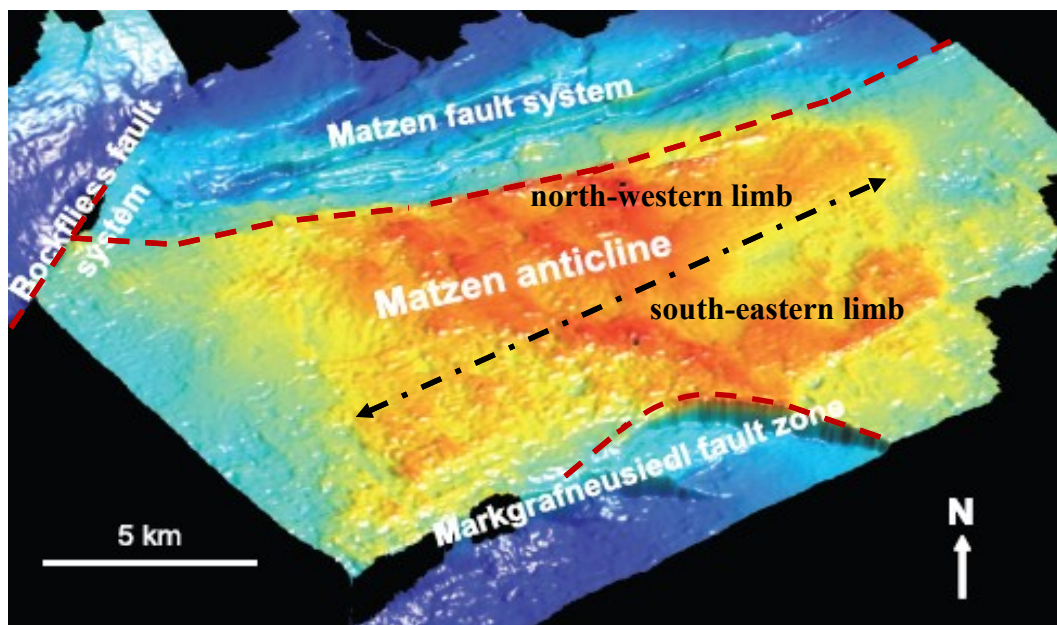 Matzen fault system
Bockfliess fault
system
north-western limb
Matzen anticline
south-eastern limb
Markgrafneusiedl fault zone
5 km
N